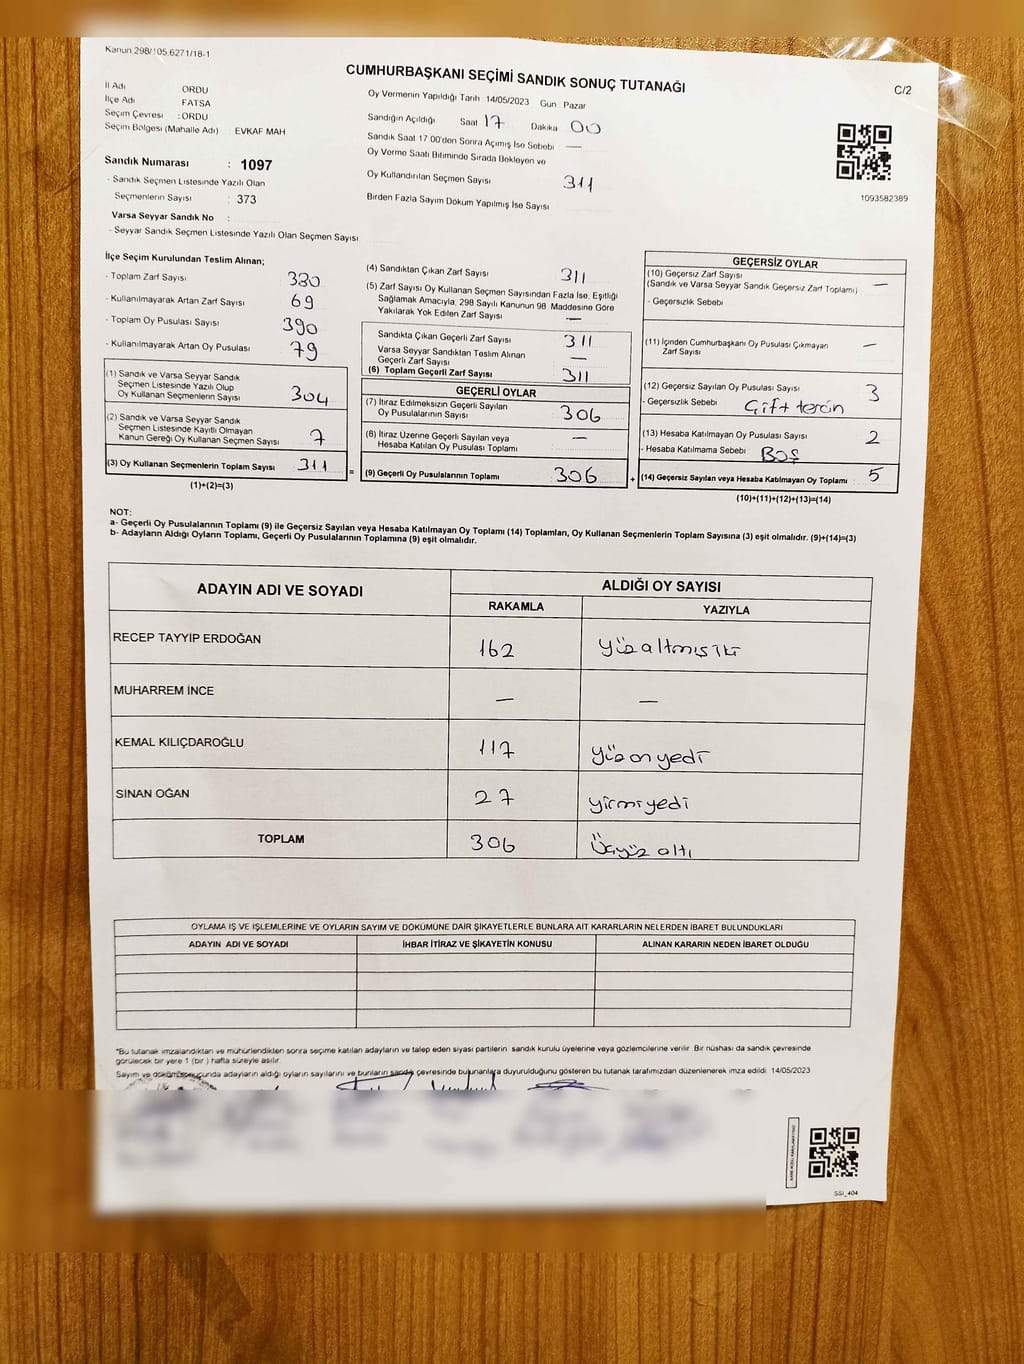 Kanun 298/105,6271/18-1
CUMHURBAŞKANI SEÇİMİ SANDIK SONUÇ TUTANAĞI
C/2
İl Adı ORDU
İlçe Adı FATSA
Seçim Çevresi : ORDU
Seçim Bölgesi (Mahalle Adı) EVKAF MAH
Sandık Numarası : 1097
- Sandık Seçmen Listesinde Yazılı Olan
Seçmenlerin Sayısı : 373
Varsa Seyyar Sandık No :
- Seyyar Sandık Seçmen Listesinde Yazılı Olan Seçmen Sayısı
Oy Vermenin Yapıldığı Tarih 14/05/2023 Gün Pazar
Sandığın Açıldığı Saat 17 Dakika 00
Sandık Saat 17.00'den Sonra Açımış İse Sebebi —
Oy Verme Saati Bitiminde Sırada Bekleyen ve
Oy Kullandırılan Seçmen Sayısı 311
Birden Fazla Sayım Döküm Yapılmış İse Sayısı
1093582389
İlçe Seçim Kurulundan Teslim Alınan;
- Toplam Zarf Sayısı 380
- Kullanılmayarak Artan Zarf Sayısı 69
- Toplam Oy Pusulası Sayısı 390
- Kullanılmayarak Artan Oy Pusulası 79
(1) Sandık ve Varsa Seyyar Sandık
Seçmen Listesinde Yazılı Olup
Oy Kullanan Seçmenlerin Sayısı 304
(2) Sandık ve Varsa Seyyar Sandık
Seçmen Listesinde Kayıtlı Olmayan
Kanun Gereği Oy Kullanan Seçmen Sayısı 7
(3) Oy Kullanan Seçmenlerin Toplam Sayısı 311
(1)+(2)=(3)
(4) Sandıktan Çıkan Zarf Sayısı 311
(5) Zarf Sayısı Oy Kullanan Seçmen Sayısından Fazla İse, Eşitliği
Sağlamak Amacıyla, 298 Sayılı Kanunun 98. Maddesine Göre
Yakılarak Yok Edilen Zarf Sayısı —
Sandıkta Çıkan Geçerli Zarf Sayısı 311
Varsa Seyyar Sandıktan Teslim Alınan
Geçerli Zarf Sayısı —
(6) Toplam Geçerli Zarf Sayısı 311
GEÇERLİ OYLAR
(7) İtiraz Edilmeksizin Geçerli Sayılan
Oy Pusulalarının Sayısı 306
(8) İtiraz Üzerine Geçerli Sayılan veya
Hesaba Katılan Oy Pusulası Toplamı —
= (9) Geçerli Oy Pusulalarının Toplamı 306 +
GEÇERSİZ OYLAR
(10) Geçersiz Zarf Sayısı —
(Sandık ve Varsa Seyyar Sandık Geçersiz Zarf Toplamı)
- Geçersizlik Sebebi
(11) İçinden Cumhurbaşkanı Oy Pusulası Çıkmayan —
Zarf Sayısı
(12) Geçersiz Sayılan Oy Pusulası Sayısı 3
- Geçersizlik Sebebi Çift tercin
(13) Hesaba Katılmayan Oy Pusulası Sayısı 2
- Hesaba Katılmama Sebebi BOŞ
(14) Geçersiz Sayılan veya Hesaba Katılmayan Oy Toplamı 5
(10)+(11)+(12)+(13)=(14)
NOT:
a- Geçerli Oy Pusulalarının Toplamı (9) ile Geçersiz Sayılan veya Hesaba Katılmayan Oy Toplamı (14) Toplamları, Oy Kullanan Seçmenlerin Toplam Sayısına (3) eşit olmalıdır. (9)+(14)=(3)
b- Adayların Aldığı Oyların Toplamı, Geçerli Oy Pusulalarının Toplamına (9) eşit olmalıdır.
ADAYIN ADI VE SOYADI ALDIĞI OY SAYISI
RAKAMLA YAZIYLA
RECEP TAYYİP ERDOĞAN 162 yüz altmış iki
MUHARREM İNCE — —
KEMAL KILIÇDAROĞLU 117 yüz on yedi
SİNAN OĞAN 27 yirmi yedi
TOPLAM 306 Üçyüz altı
OYLAMA İŞ VE İŞLEMLERİNE VE OYLARIN SAYIM VE DÖKÜMÜNE DAİR ŞİKAYETLERLE BUNLARA AİT KARARLARIN NELERDEN İBARET BULUNDUKLARI
ADAYIN ADI VE SOYADI İHBAR İTİRAZ VE ŞİKAYETİN KONUSU ALINAN KARARIN NEDEN İBARET OLDUĞU
*Bu tutanak imzalandıktan ve mühürlendikten sonra seçime katılan adayların ve talep eden siyasi partilerin sandık kurulu üyelerine veya gözlemcilerine verilir. Bir nüshası da sandık çevresinde
görülecek bir yere 1 (bir) hafta süreyle asılır.
Sayım ve dökümü sonucunda adayların aldığı oyların sayılarını ve bunların sandık çevresinde bulunanlara duyurulduğunu gösteren bu tutanak tarafımızdan düzenlenerek imza edildi. 14/05/2023
SSI_404